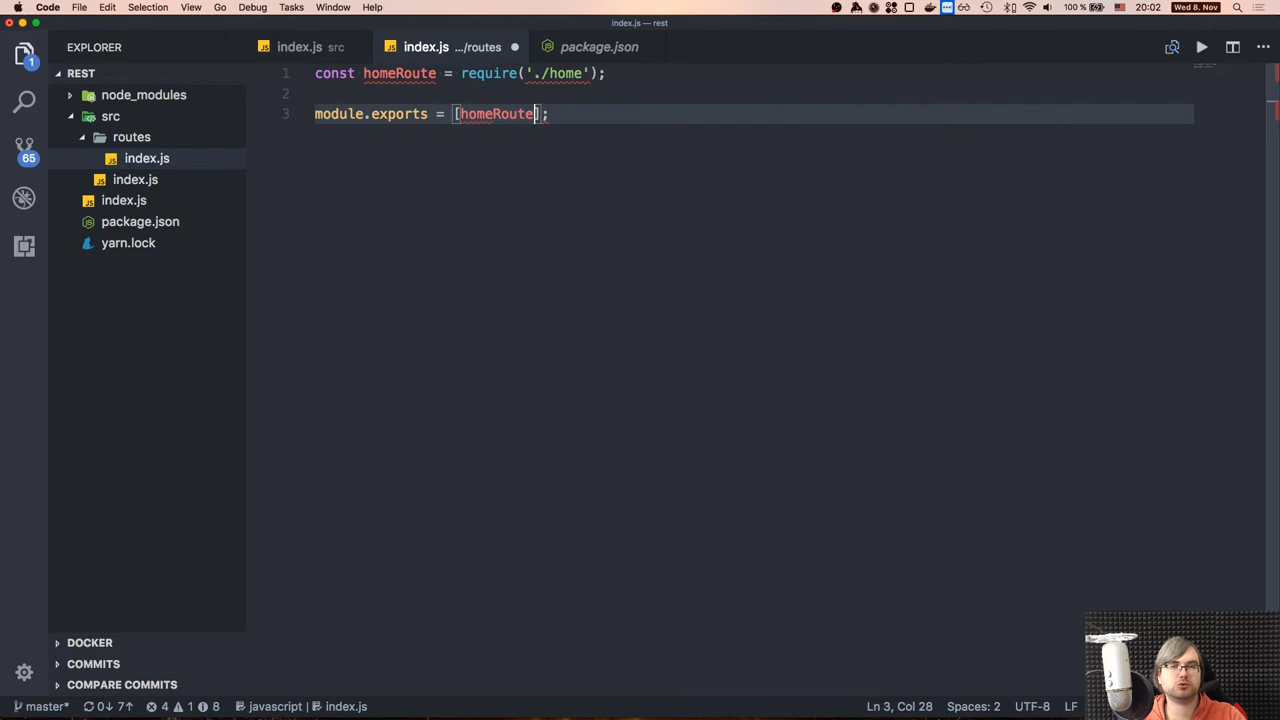 Code File Edit Selection View Go Debug Tasks Window Help 100 % 20:02 Wed 8. Nov
index.js — rest
EXPLORER
index.js src
index.js .../routes
package.json
REST
node_modules
src
routes
index.js
index.js
index.js
package.json
yarn.lock
1 const homeRoute = require('./home');
2
3 module.exports = [homeRoute];
1
65
DOCKER
COMMITS
COMPARE COMMITS
master* 0↓ 7↑ 4 1 8 javascript | index.js Ln 3, Col 28 Spaces: 2 UTF-8 LF